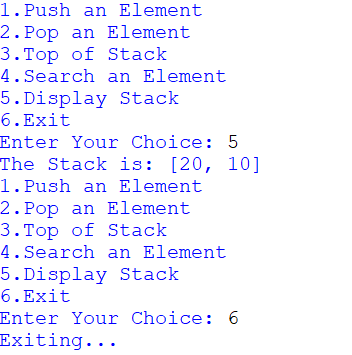 1.Push an Element
2.Pop an Element
3.Top of Stack
4.Search an Element
5.Display Stack
6.Exit
Enter Your Choice: 5
The Stack is: [20, 10]
1.Push an Element
2.Pop an Element
3.Top of Stack
4.Search an Element
5.Display Stack
6.Exit
Enter Your Choice: 6
Exiting...